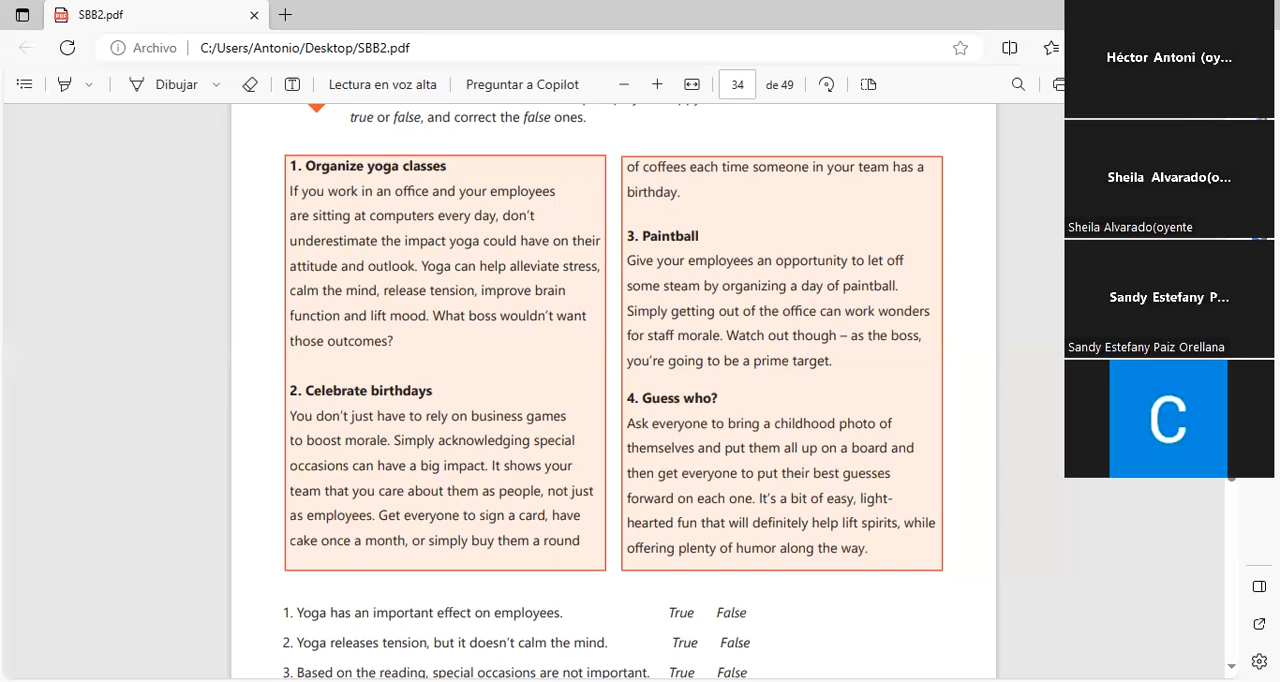 SBB2.pdf
Archivo
C:/Users/Antonio/Desktop/SBB2.pdf
Dibujar
Lectura en voz alta
Preguntar a Copilot
34
de 49
true or false, and correct the false ones.
1. Organize yoga classes
If you work in an office and your employees
are sitting at computers every day, don't
underestimate the impact yoga could have on their
attitude and outlook. Yoga can help alleviate stress,
calm the mind, release tension, improve brain
function and lift mood. What boss wouldn't want
those outcomes?
2. Celebrate birthdays
You don't just have to rely on business games
to boost morale. Simply acknowledging special
occasions can have a big impact. It shows your
team that you care about them as people, not just
as employees. Get everyone to sign a card, have
cake once a month, or simply buy them a round
of coffees each time someone in your team has a
birthday.
3. Paintball
Give your employees an opportunity to let off
some steam by organizing a day of paintball.
Simply getting out of the office can work wonders
for staff morale. Watch out though – as the boss,
you're going to be a prime target.
4. Guess who?
Ask everyone to bring a childhood photo of
themselves and put them all up on a board and
then get everyone to put their best guesses
forward on each one. It's a bit of easy, light-
hearted fun that will definitely help lift spirits, while
offering plenty of humor along the way.
1. Yoga has an important effect on employees. True False
2. Yoga releases tension, but it doesn't calm the mind. True False
3. Based on the reading, special occasions are not important. True False
Héctor Antoni (oy...
Sheila Alvarado(o...
Sheila Alvarado(oyente
Sandy Estefany P...
Sandy Estefany Paiz Orellana
C